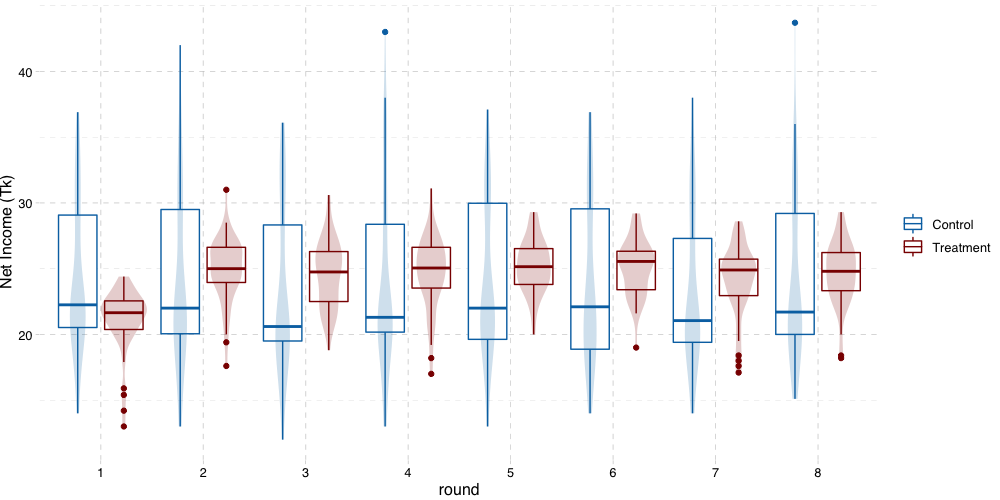 Net Income (Tk)
40
30
20
1 2 3 4 5 6 7 8
round
Control
Treatment